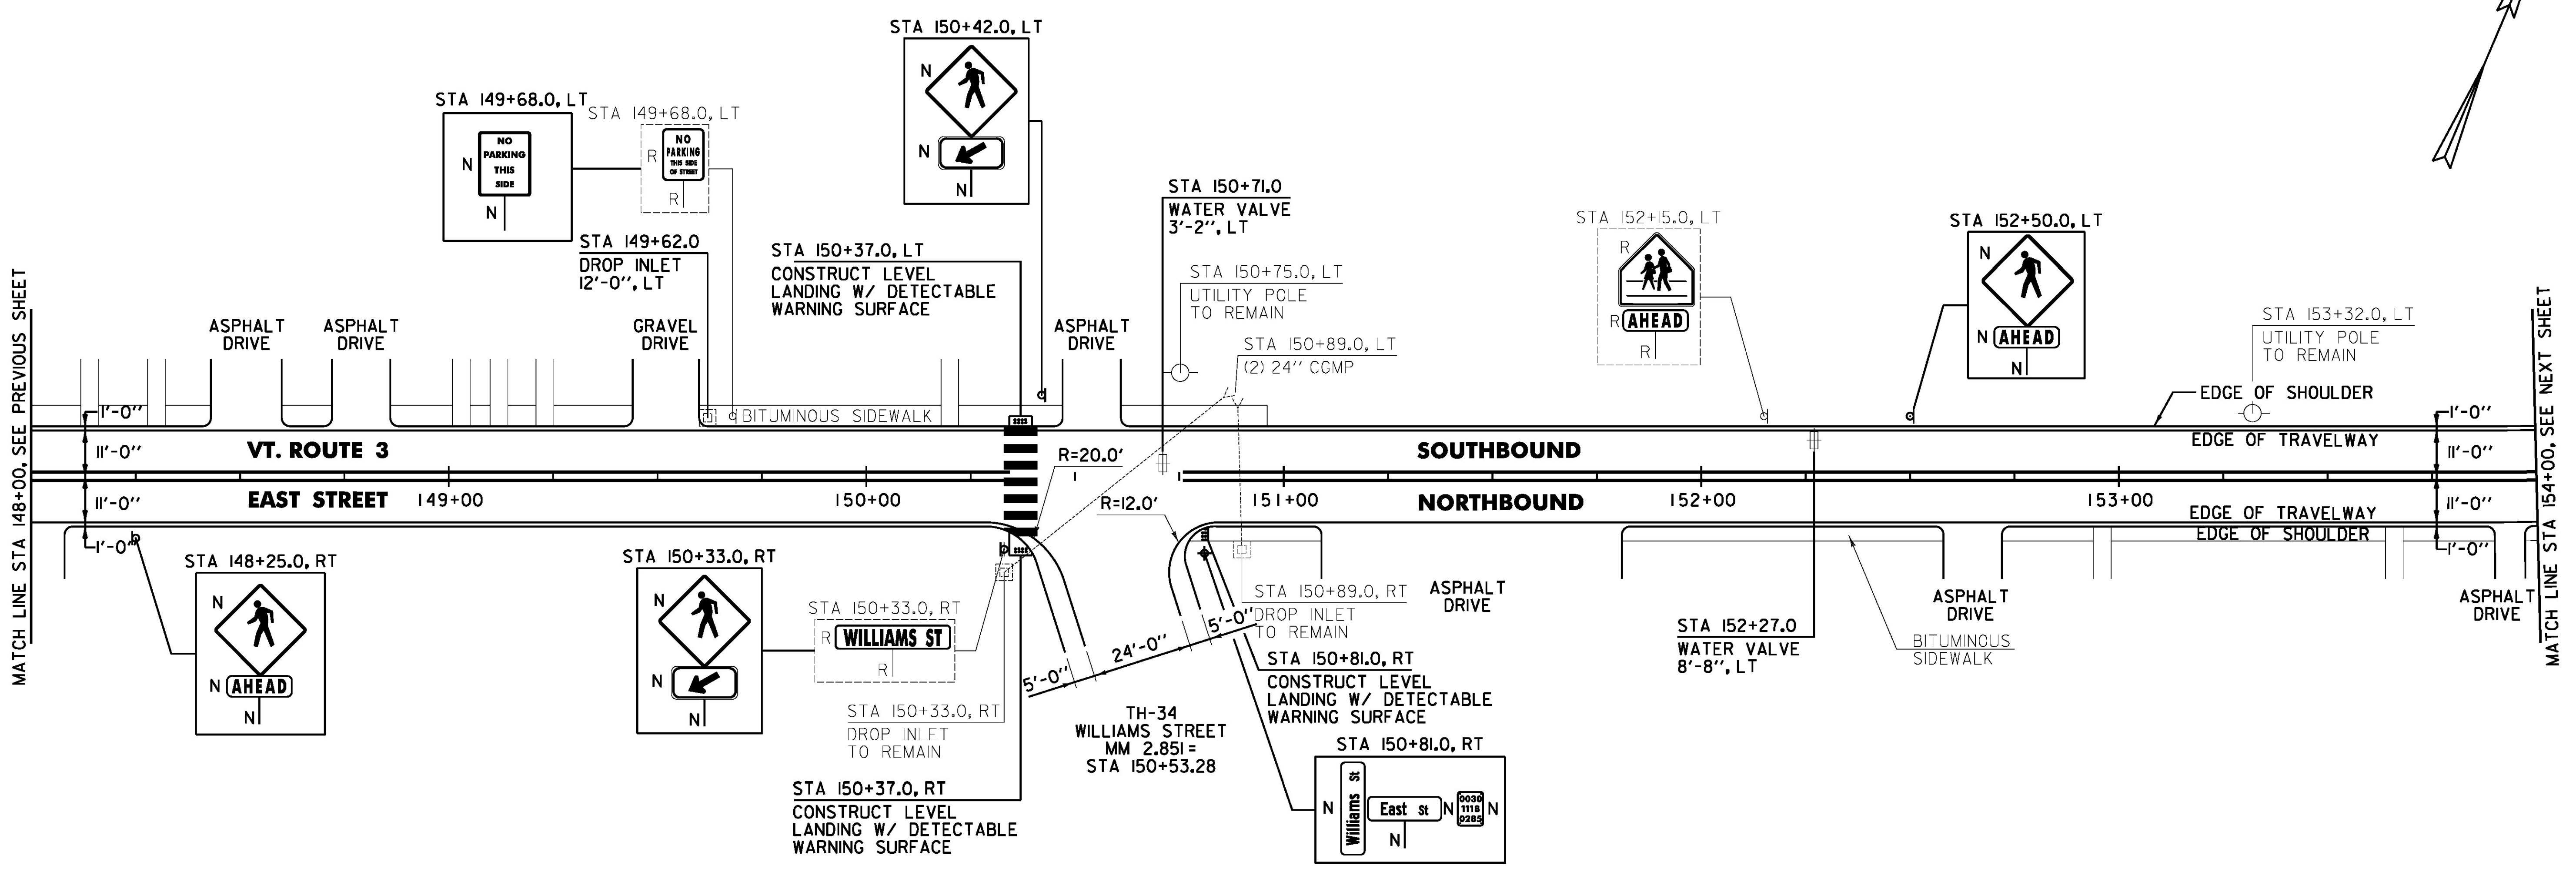 STA 150+42.0, LT
N
N
N
STA 149+68.0, LT
N
NO
PARKING
THIS
SIDE
N
STA 149+68.0, LT
R
NO
PARKING
THIS SIDE
OF STREET
R
STA 149+62.0
DROP INLET
12'-0", LT
STA 150+37.0, LT
CONSTRUCT LEVEL
LANDING W/ DETECTABLE
WARNING SURFACE
STA 150+71.0
WATER VALVE
3'-2", LT
STA 150+75.0, LT
UTILITY POLE
TO REMAIN
STA 150+89.0, LT
(2) 24" CGMP
STA 152+15.0, LT
R
R AHEAD
R
STA 152+50.0, LT
N
N AHEAD
N
STA 153+32.0, LT
UTILITY POLE
TO REMAIN
MATCH LINE STA 148+00, SEE PREVIOUS SHEET
ASPHALT
DRIVE
ASPHALT
DRIVE
GRAVEL
DRIVE
ASPHALT
DRIVE
EDGE OF SHOULDER
MATCH LINE STA 154+00, SEE NEXT SHEET
1'-0"
BITUMINOUS SIDEWALK
1'-0"
11'-0"
VT. ROUTE 3
R=20.0'
SOUTHBOUND
EDGE OF TRAVELWAY
11'-0"
11'-0"
EAST STREET
149+00
150+00
R=12.0'
151+00
NORTHBOUND
152+00
153+00
11'-0"
EDGE OF TRAVELWAY
EDGE OF SHOULDER
1'-0"
1'-0"
STA 148+25.0, RT
N
N AHEAD
N
STA 150+33.0, RT
N
N
N
STA 150+33.0, RT
R WILLIAMS ST
R
STA 150+33.0, RT
DROP INLET
TO REMAIN
STA 150+37.0, RT
CONSTRUCT LEVEL
LANDING W/ DETECTABLE
WARNING SURFACE
5'-0"
24'-0"
5'-0"
TH-34
WILLIAMS STREET
MM 2.851 =
STA 150+53.28
STA 150+89.0, RT
DROP INLET
TO REMAIN
STA 150+81.0, RT
CONSTRUCT LEVEL
LANDING W/ DETECTABLE
WARNING SURFACE
STA 150+81.0, RT
N
Williams St
East St
N
0030
1118
0285
N
N
ASPHALT
DRIVE
STA 152+27.0
WATER VALVE
8'-8", LT
BITUMINOUS
SIDEWALK
ASPHALT
DRIVE
ASPHALT
DRIVE